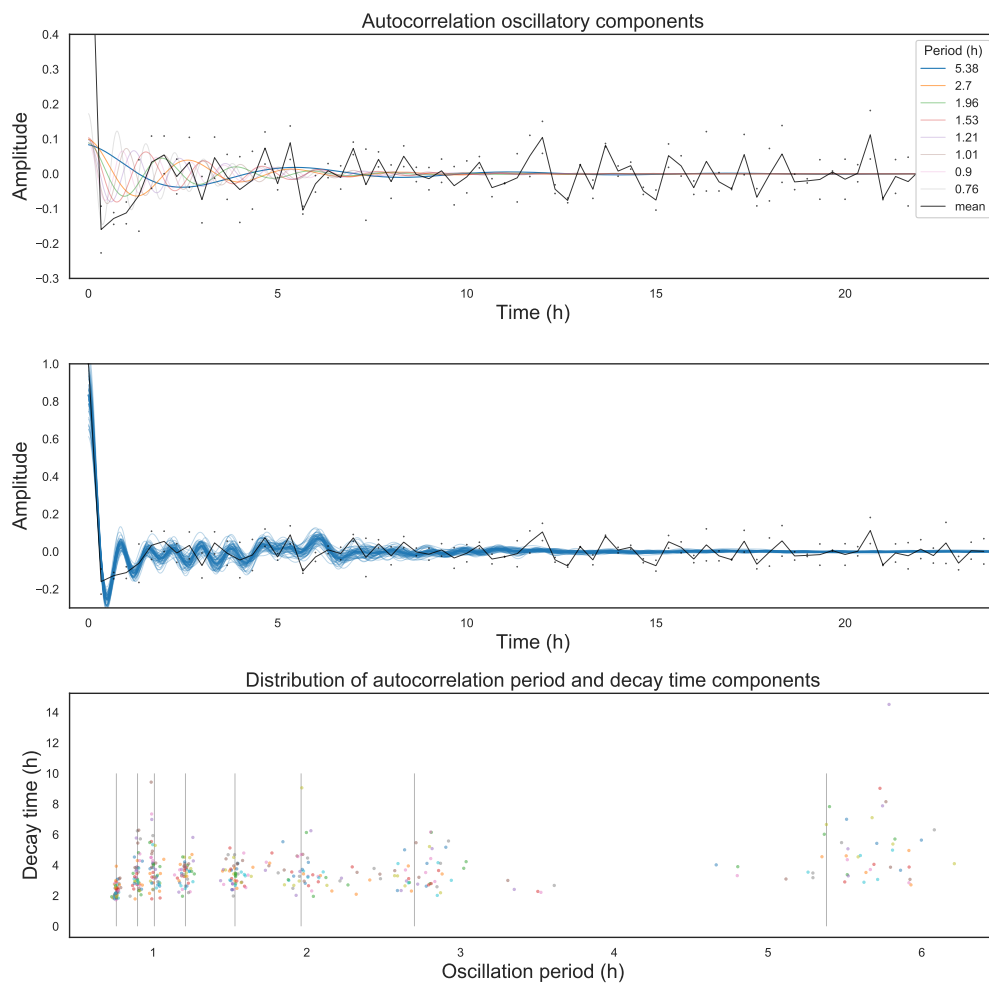 Autocorrelation oscillatory components
Amplitude
0.4
0.3
0.2
0.1
0.0
−0.1
−0.2
−0.3
0 5 10 15 20
Time (h)
Period (h)
5.38
2.7
1.96
1.53
1.21
1.01
0.9
0.76
mean
Amplitude
1.0
0.8
0.6
0.4
0.2
0.0
−0.2
0 5 10 15 20
Time (h)
Distribution of autocorrelation period and decay time components
Decay time (h)
14
12
10
8
6
4
2
0
1 2 3 4 5 6
Oscillation period (h)